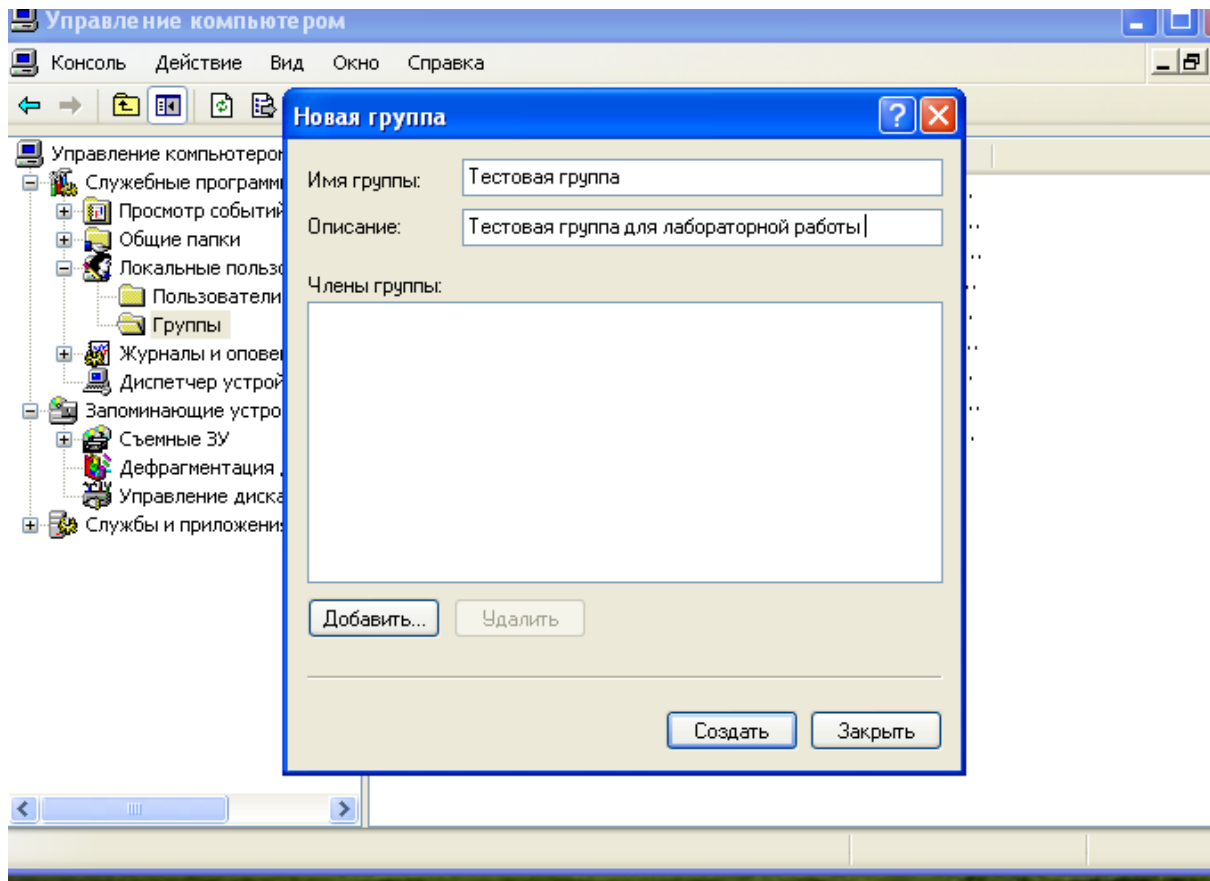 Управление компьютером
Консоль Действие Вид Окно Справка
Новая группа
Управление компьютеро
Служебные программ
Просмотр событий
Общие папки
Локальные пользо
Пользователи
Группы
Журналы и опове
Диспетчер устрой
Запоминающие устро
Съемные ЗУ
Дефрагментация
Управление диска
Службы и приложени
Имя группы: Тестовая группа
Описание: Тестовая группа для лабораторной работы
Члены группы:
Добавить... Удалить
Создать Закрыть